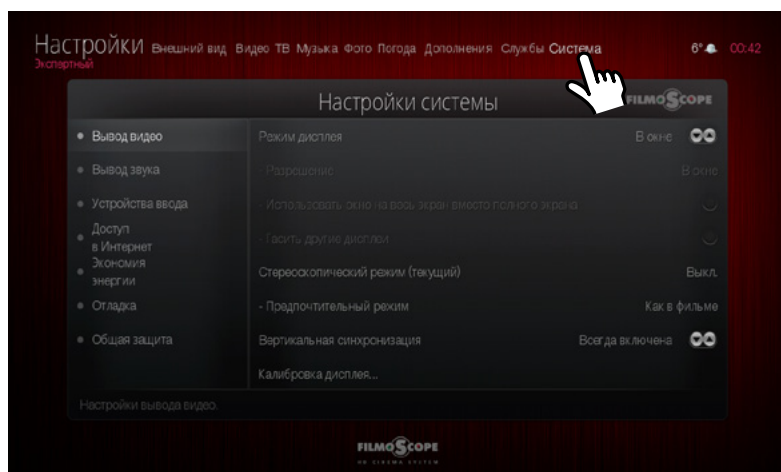 Настройки Внешний вид Видео ТВ Музыка Фото Погода Дополнения Службы Система 6° 00:42
Экспертный
Настройки системы FILMOSCOPE
Вывод видео
Режим дисплея В окне
Вывод звука
- Разрешение В окне
Устройства ввода
- Использовать окно на весь экран вместо полного экрана
Доступ
в Интернет
- Гасить другие дисплеи
Экономия
энергии
Стереоскопический режим (текущий) Выкл.
Отладка
- Предпочтительный режим Как в фильме
Общая защита
Вертикальная синхронизация Всегда включена
Калибровка дисплея...
Настройки вывода видео.
FILMOSCOPE
HD CINEMA SYSTEM